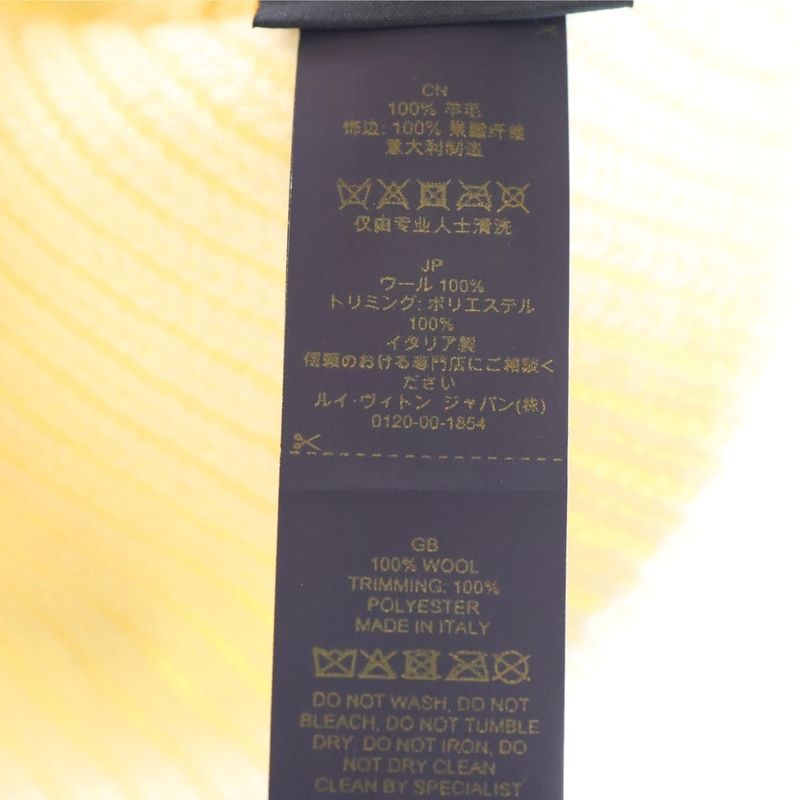 CN
100% 羊毛
饰边: 100% 聚酯纤维
意大利制造
仅由专业人士清洗
JP
ウール 100%
トリミング: ポリエステル
100%
イタリア製
信頼のおける専門店にご相談く
ださい
ルイ・ヴィトン ジャパン(株)
0120-00-1854
GB
100% WOOL
TRIMMING: 100%
POLYESTER
MADE IN ITALY
DO NOT WASH, DO NOT
BLEACH, DO NOT TUMBLE
DRY, DO NOT IRON, DO
NOT DRY CLEAN
CLEAN BY SPECIALIST